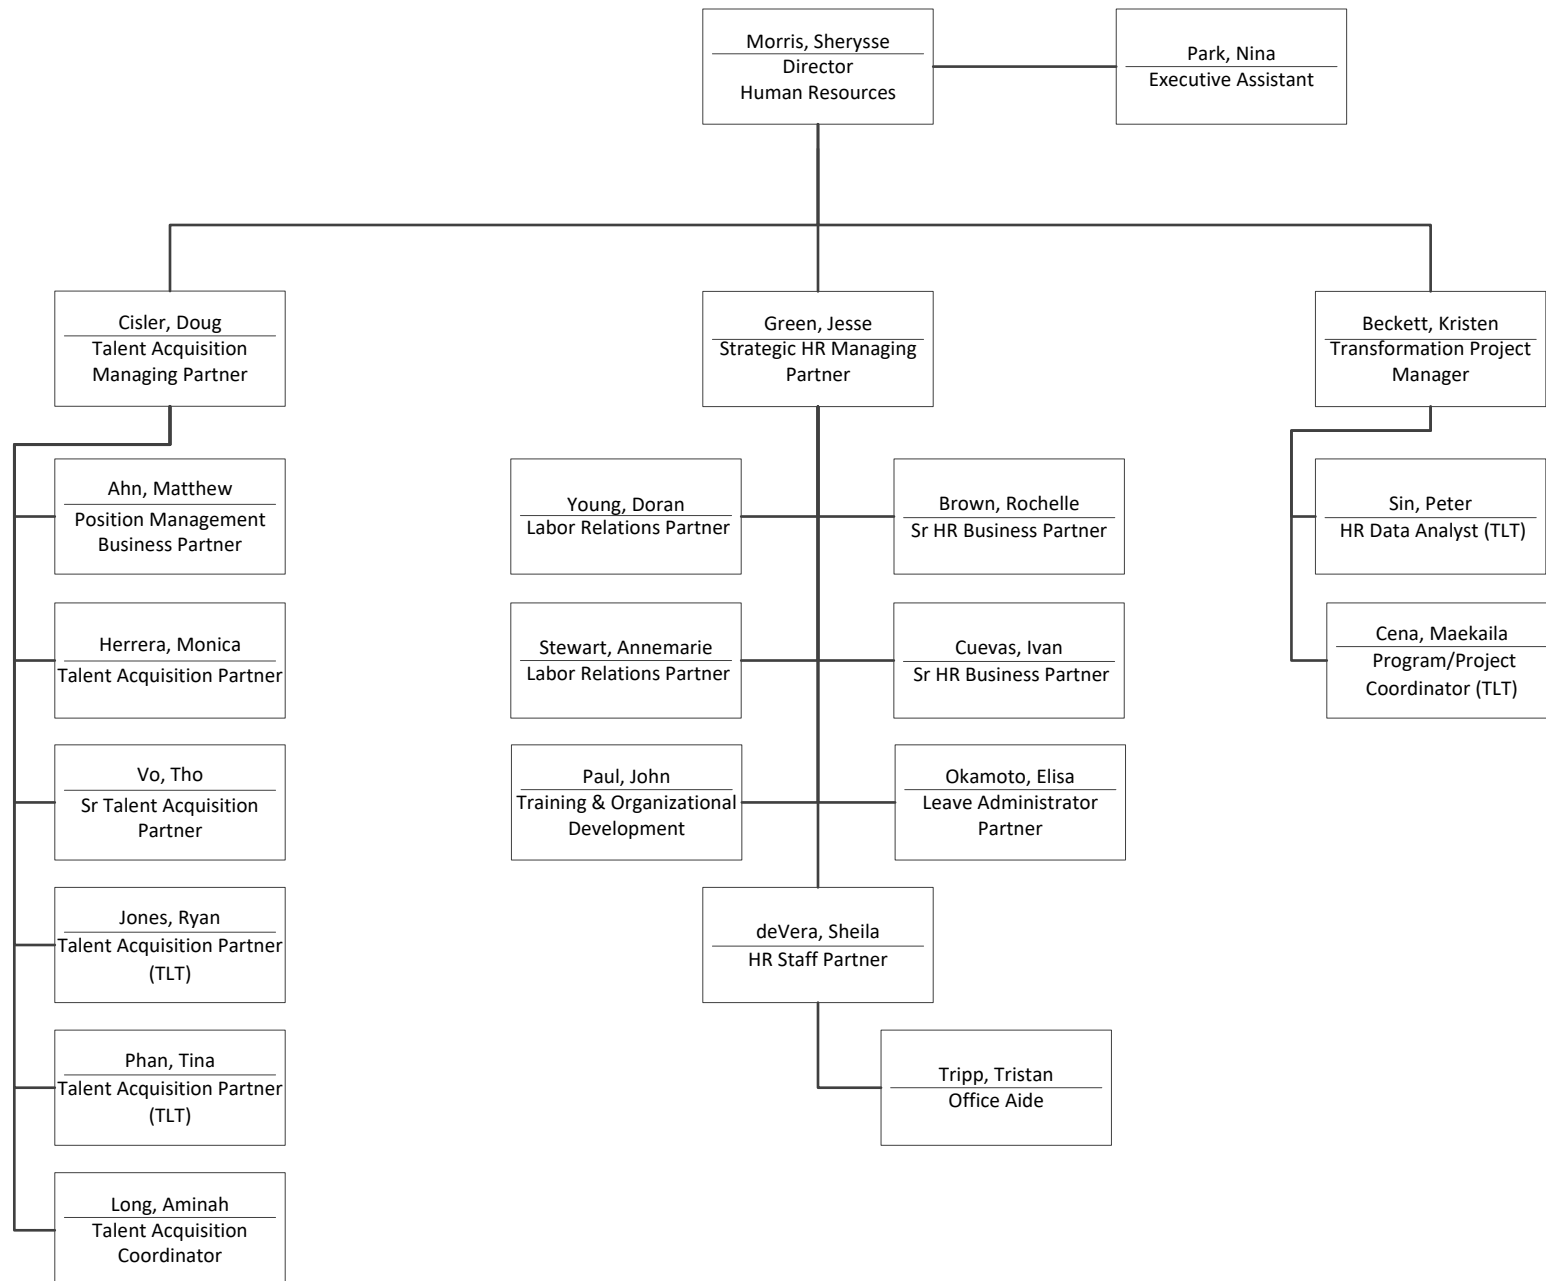 Morris, Sherysse
Director
Human Resources
Park, Nina
Executive Assistant
Cisler, Doug
Talent Acquisition
Managing Partner
Green, Jesse
Strategic HR Managing
Partner
Beckett, Kristen
Transformation Project
Manager
Ahn, Matthew
Position Management
Business Partner
Herrera, Monica
Talent Acquisition Partner
Vo, Tho
Sr Talent Acquisition
Partner
Jones, Ryan
Talent Acquisition Partner
(TLT)
Phan, Tina
Talent Acquisition Partner
(TLT)
Long, Aminah
Talent Acquisition
Coordinator
Young, Doran
Labor Relations Partner
Brown, Rochelle
Sr HR Business Partner
Stewart, Annemarie
Labor Relations Partner
Cuevas, Ivan
Sr HR Business Partner
Paul, John
Training & Organizational
Development
Okamoto, Elisa
Leave Administrator
Partner
deVera, Sheila
HR Staff Partner
Tripp, Tristan
Office Aide
Sin, Peter
HR Data Analyst (TLT)
Cena, Maekaila
Program/Project
Coordinator (TLT)